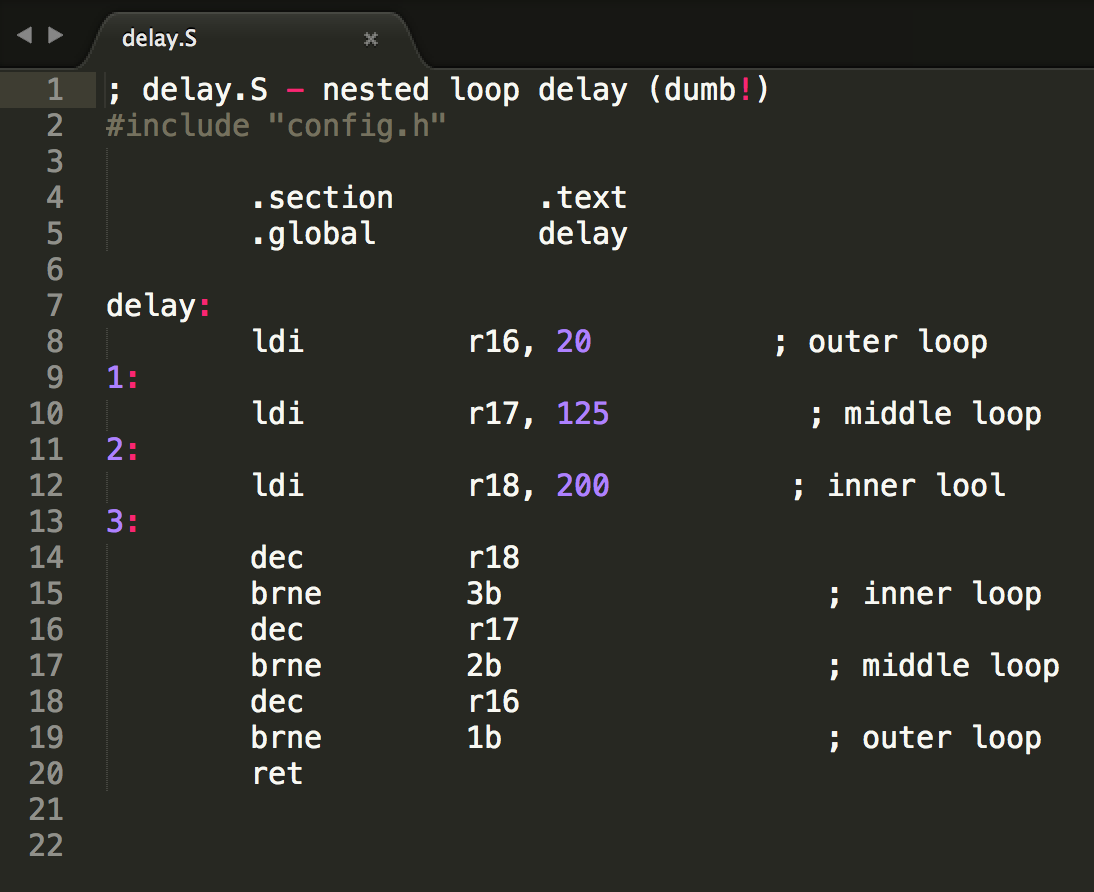 delay.S ×
1 ; delay.S – nested loop delay (dumb!)
2 #include "config.h"
3
4 .section .text
5 .global delay
6
7 delay:
8 ldi r16, 20 ; outer loop
9 1:
10 ldi r17, 125 ; middle loop
11 2:
12 ldi r18, 200 ; inner lool
13 3:
14 dec r18
15 brne 3b ; inner loop
16 dec r17
17 brne 2b ; middle loop
18 dec r16
19 brne 1b ; outer loop
20 ret
21
22